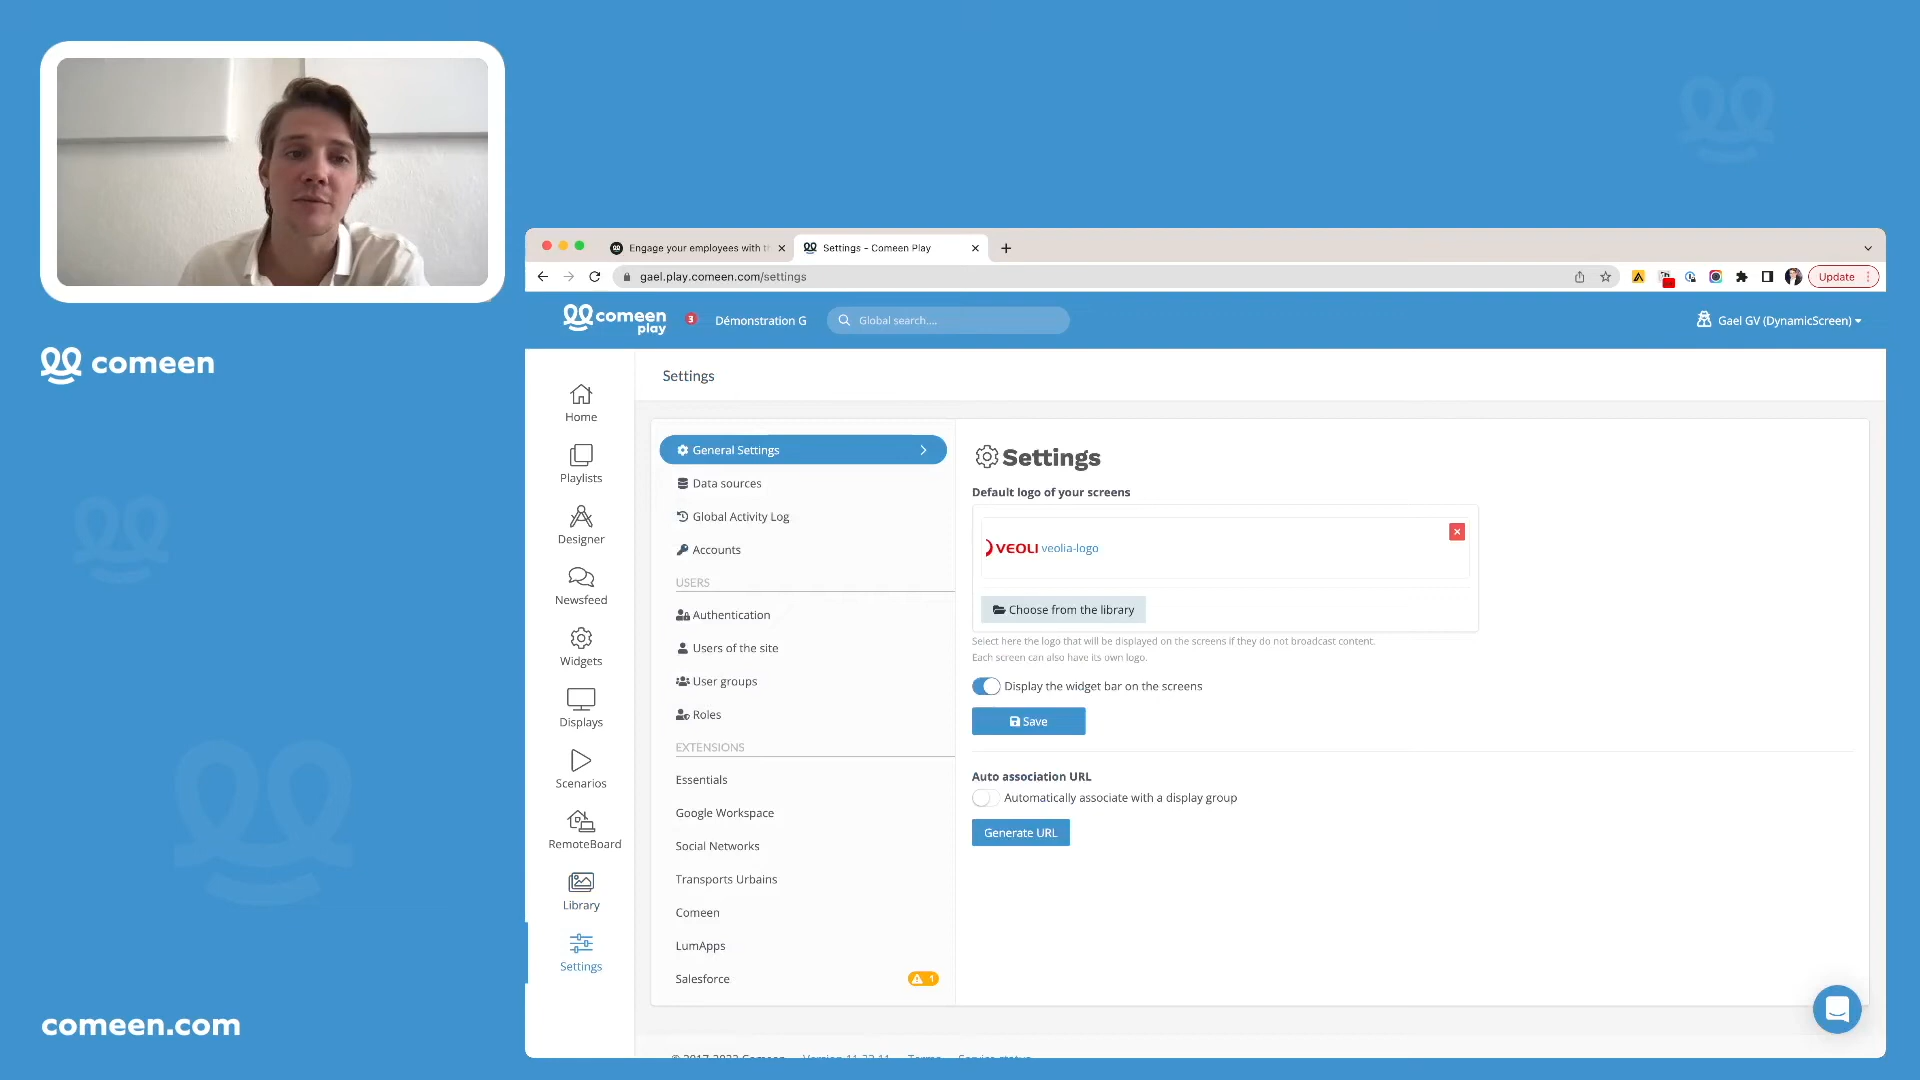 comeen
comeen.com
Engage your employees with th
Settings - Comeen Play
gael.play.comeen.com/settings
Update
comeen
play
3
Démonstration G
Global search....
Gael GV (DynamicScreen)
Home
Playlists
Designer
Newsfeed
Widgets
Displays
Scenarios
RemoteBoard
Library
Settings
Settings
General Settings
Data sources
Global Activity Log
Accounts
USERS
Authentication
Users of the site
User groups
Roles
EXTENSIONS
Essentials
Google Workspace
Social Networks
Transports Urbains
Comeen
LumApps
Salesforce
1
Settings
Default logo of your screens
VEOLI veolia-logo
Choose from the library
Select here the logo that will be displayed on the screens if they do not broadcast content.
Each screen can also have its own logo.
Display the widget bar on the screens
Save
Auto association URL
Automatically associate with a display group
Generate URL